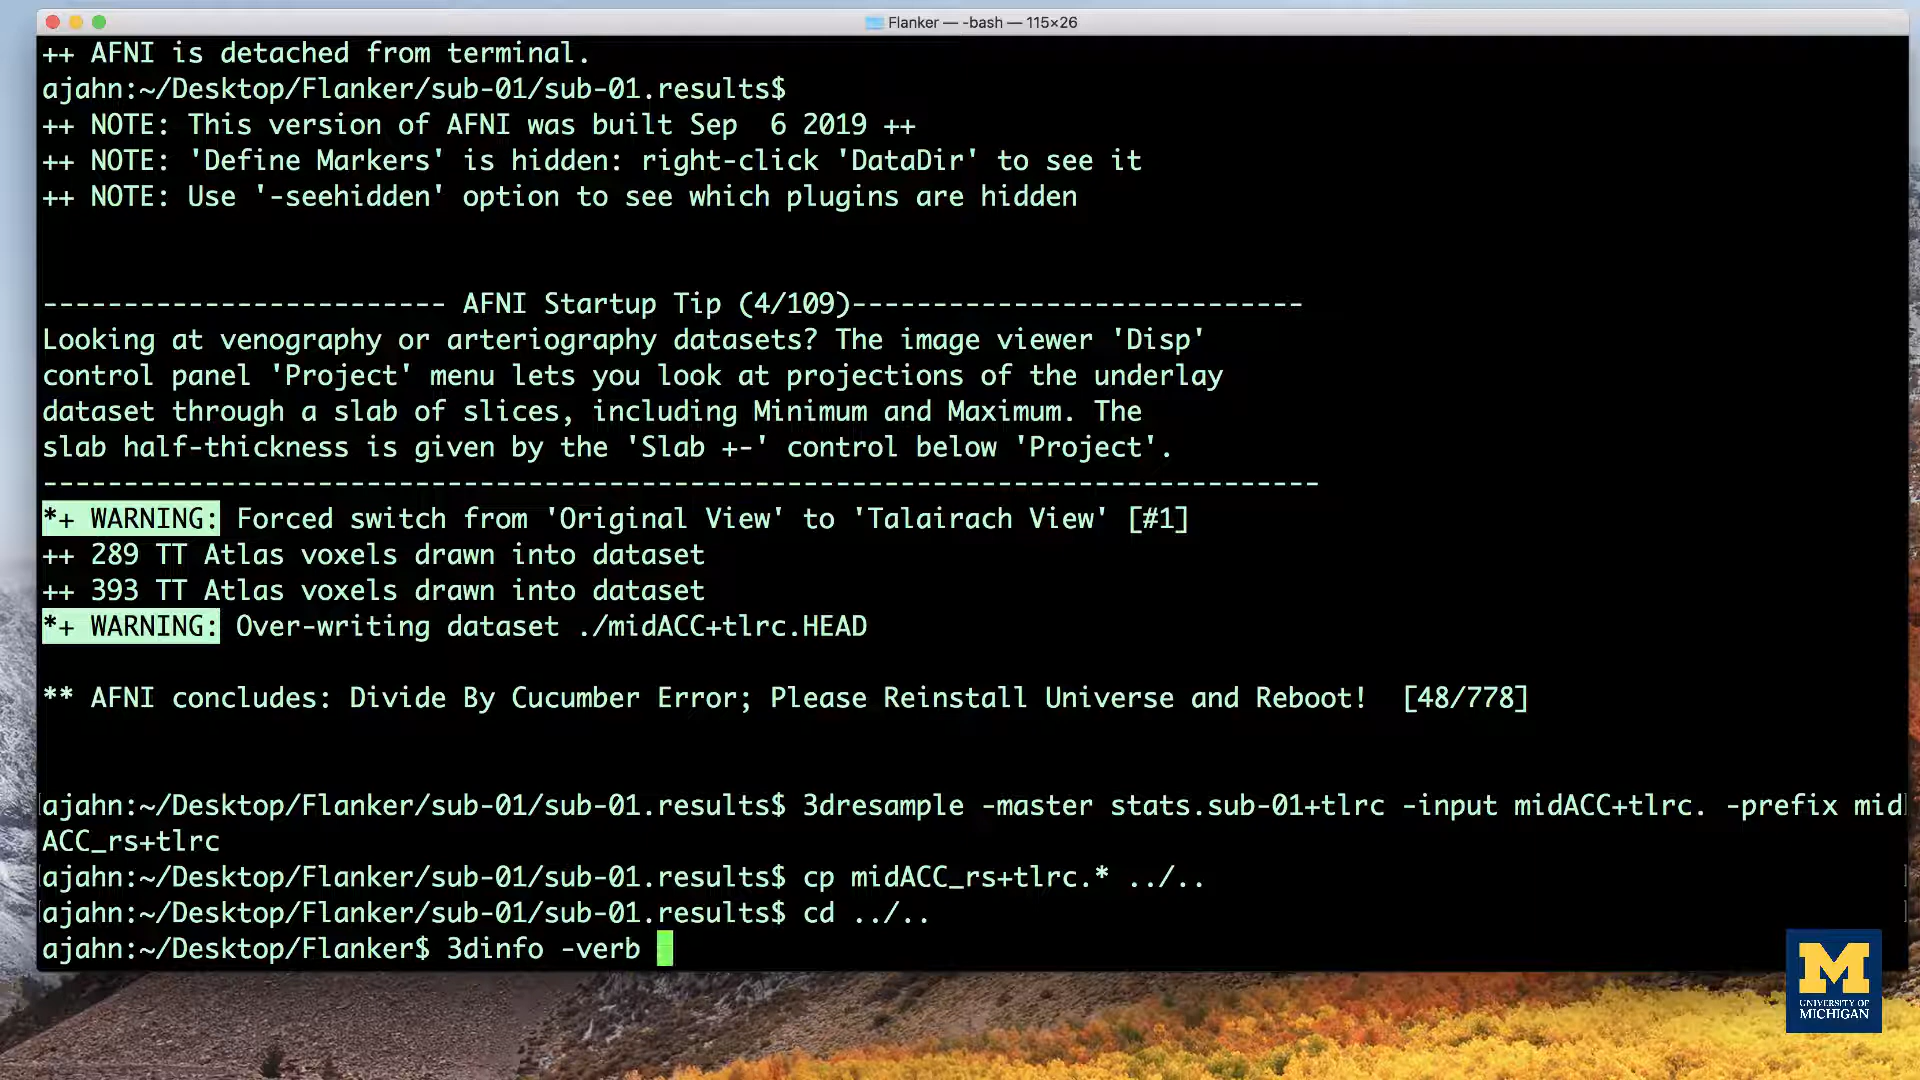 Flanker — -bash — 115×26
++ AFNI is detached from terminal.
ajahn:~/Desktop/Flanker/sub-01/sub-01.results$
++ NOTE: This version of AFNI was built Sep  6 2019 ++
++ NOTE: 'Define Markers' is hidden: right-click 'DataDir' to see it
++ NOTE: Use '-seehidden' option to see which plugins are hidden
------------------------- AFNI Startup Tip (4/109)----------------------------
Looking at venography or arteriography datasets? The image viewer 'Disp'
control panel 'Project' menu lets you look at projections of the underlay
dataset through a slab of slices, including Minimum and Maximum. The
slab half-thickness is given by the 'Slab +-' control below 'Project'.
-------------------------------------------------------------------------------
*+ WARNING: Forced switch from 'Original View' to 'Talairach View' [#1]
++ 289 TT Atlas voxels drawn into dataset
++ 393 TT Atlas voxels drawn into dataset
*+ WARNING: Over-writing dataset ./midACC+tlrc.HEAD
** AFNI concludes: Divide By Cucumber Error; Please Reinstall Universe and Reboot!  [48/778]
ajahn:~/Desktop/Flanker/sub-01/sub-01.results$ 3dresample -master stats.sub-01+tlrc -input midACC+tlrc. -prefix mid
ACC_rs+tlrc
ajahn:~/Desktop/Flanker/sub-01/sub-01.results$ cp midACC_rs+tlrc.* ../..
ajahn:~/Desktop/Flanker/sub-01/sub-01.results$ cd ../..
ajahn:~/Desktop/Flanker$ 3dinfo -verb
M
UNIVERSITY OF
MICHIGAN